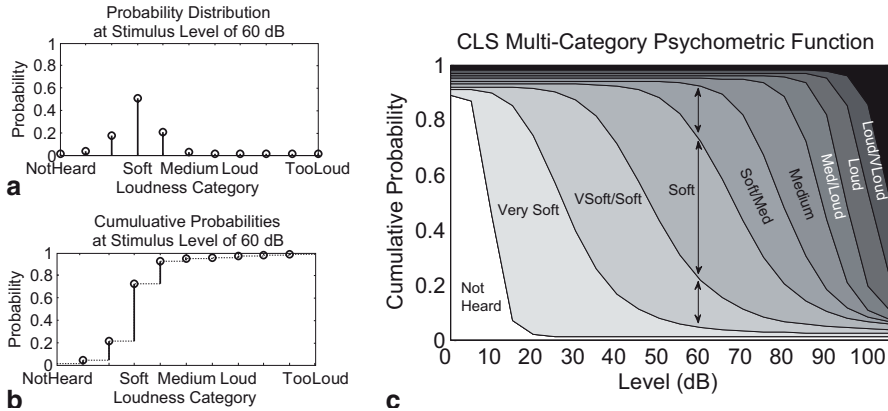 Probability Distribution
at Stimulus Level of 60 dB
1
0.8
0.6
0.4
0.2
0
Probability
NotHeard Soft Medium Loud TooLoud
Loudness Category
a
Cumuluative Probabilities
at Stimulus Level of 60 dB
1
0.8
0.6
0.4
0.2
0
Probability
NotHeard Soft Medium Loud TooLoud
Loudness Category
b
CLS Multi-Category Psychometric Function
1
0.8
0.6
0.4
0.2
0
Cumulative Probability
Not
Heard
Very Soft
VSoft/Soft
Soft
Soft/Med
Medium
Med/Loud
Loud
Loud/VLoud
0 10 20 30 40 50 60 70 80 90 100
Level (dB)
c